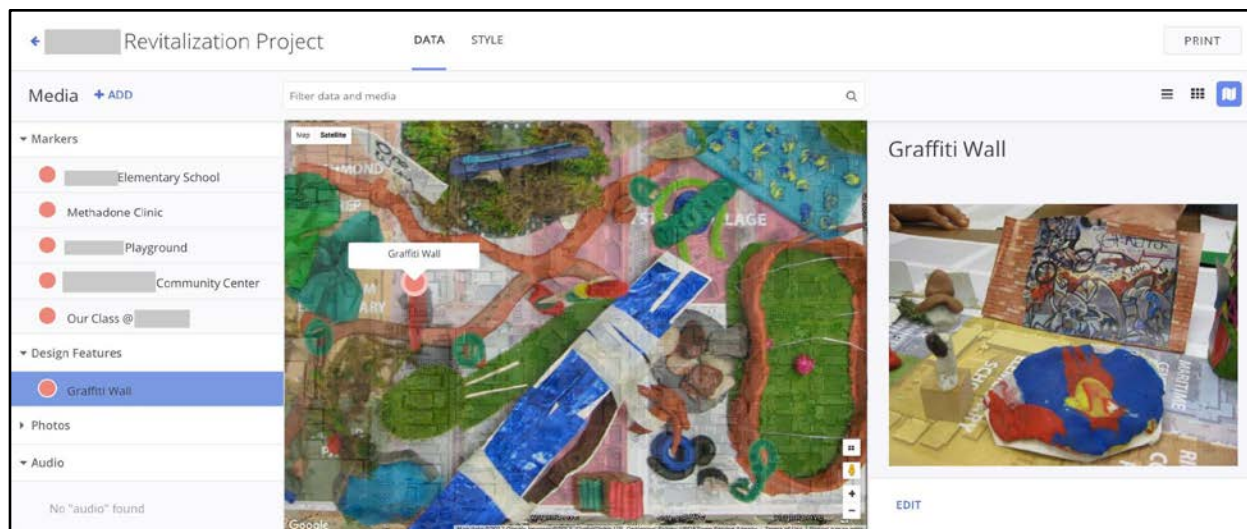 Revitalization Project
DATA STYLE
PRINT
Media + ADD
Filter data and media
Markers
Elementary School
Methadone Clinic
Playground
Community Center
Our Class @
Design Features
Graffiti Wall
Photos
Audio
No "audio" found
Map Satellite
Graffiti Wall
Google
Graffiti Wall
EDIT